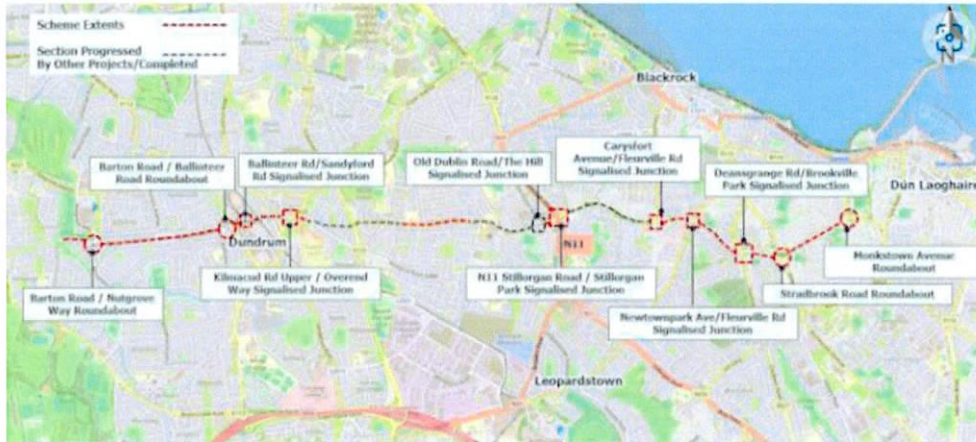 Scheme Extents
Section Progressed
By Other Projects/Completed
N
Blackrock
Barton Road / Ballinteer
Road Roundabout
Ballinteer Rd/Sandyford
Rd Signalised Junction
Old Dublin Road/The Hill
Signalised Junction
Carysfort
Avenue/Fleurville Rd
Signalised Junction
Deansgrange Rd/Brookville
Park Signalised Junction
Dún Laoghaire
Dundrum
N11
Barton Road / Nutgrove
Way Roundabout
Kilmacud Rd Upper / Overend
Way Signalised Junction
N11 Stillorgan Road / Stillorgan
Park Signalised Junction
Newtownpark Ave/Fleurville Rd
Signalised Junction
Stradbrook Road Roundabout
Monkstown Avenue
Roundabout
Leopardstown